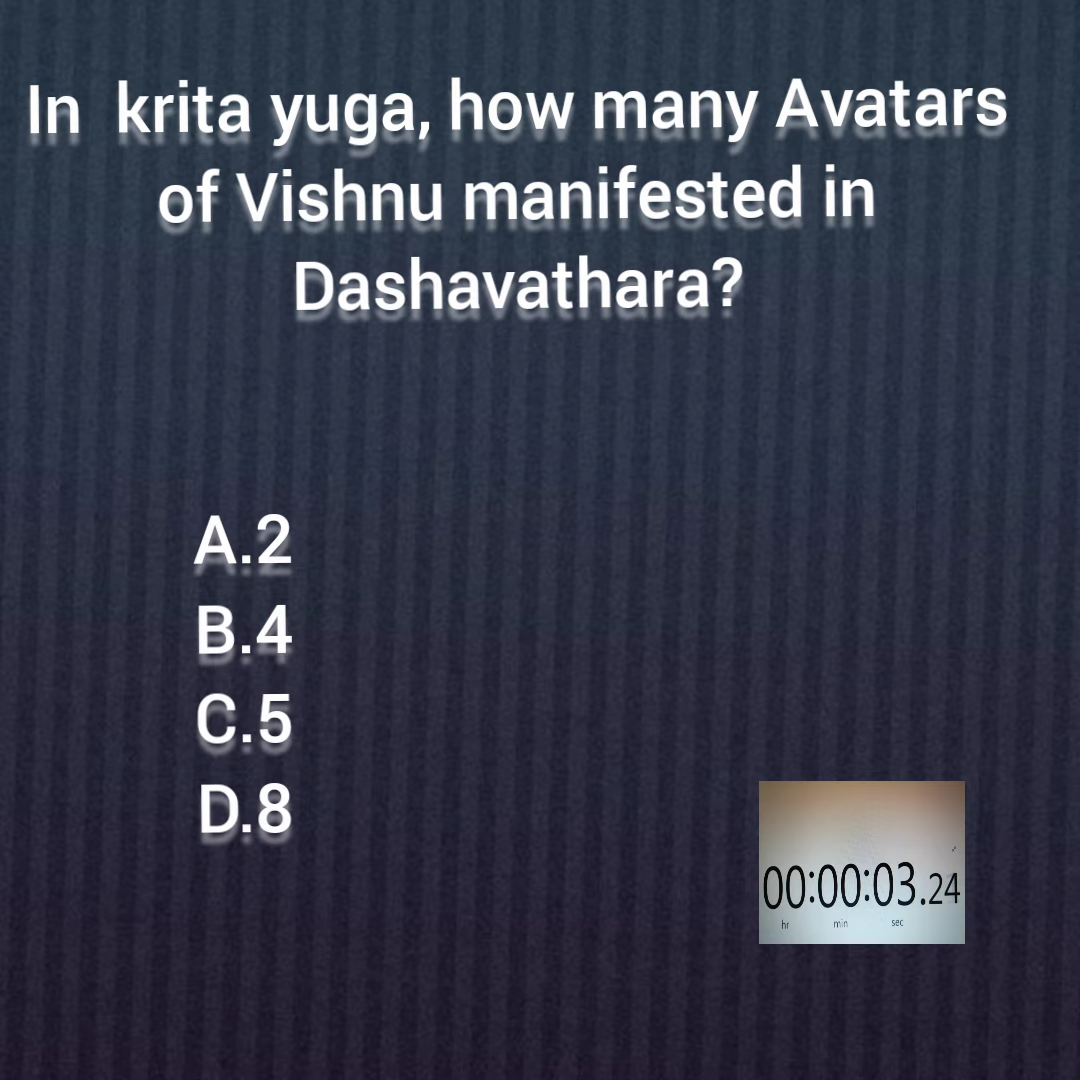 In krita yuga, how many Avatars
of Vishnu manifested in
Dashavathara?
A.2
B.4
C.5
D.8
00:00:03.24
hr min sec